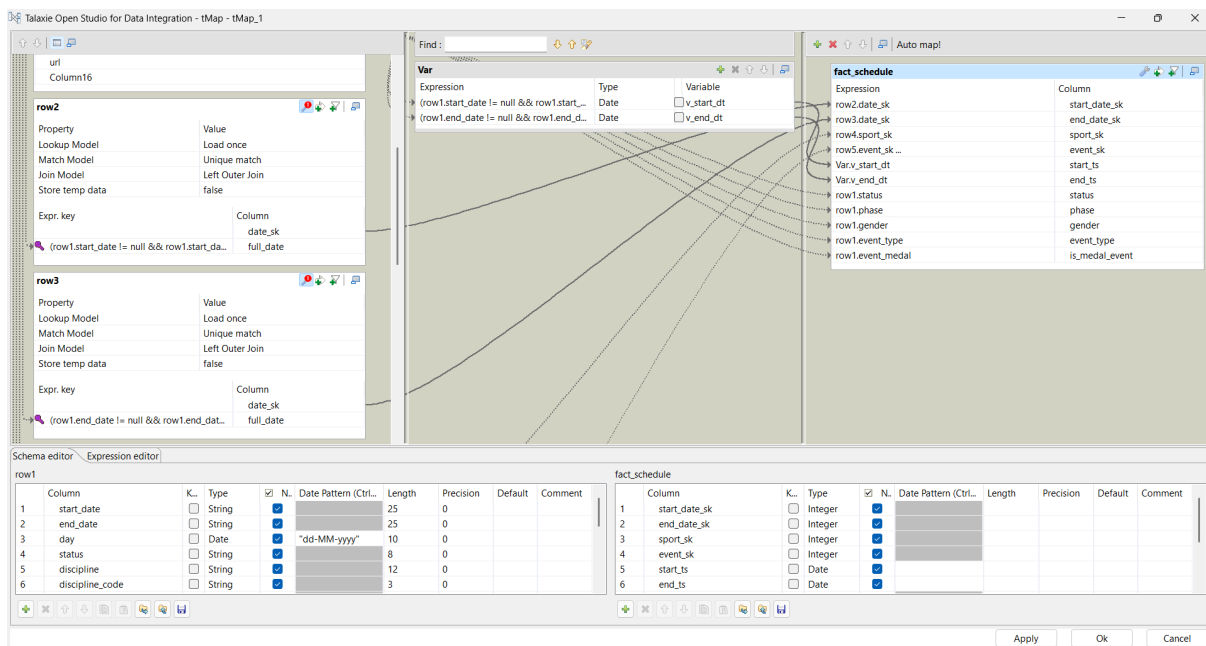 Talaxie Open Studio for Data Integration - tMap - tMap_1
url
Column16
row2
Property Value
Lookup Model Load once
Match Model Unique match
Join Model Left Outer Join
Store temp data false
Expr. key Column
date_sk
(row1.start_date != null && row1.start_da... full_date
row3
Property Value
Lookup Model Load once
Match Model Unique match
Join Model Left Outer Join
Store temp data false
Expr. key Column
date_sk
(row1.end_date != null && row1.end_dat... full_date
Find :
Var
Expression Type Variable
(row1.start_date != null && row1.start_... Date v_start_dt
(row1.end_date != null && row1.end_d... Date v_end_dt
Auto map!
fact_schedule
Expression Column
row2.date_sk start_date_sk
row3.date_sk end_date_sk
row4.sport_sk sport_sk
row5.event_sk ... event_sk
Var.v_start_dt start_ts
Var.v_end_dt end_ts
row1.status status
row1.phase phase
row1.gender gender
row1.event_type event_type
row1.event_medal is_medal_event
Schema editor Expression editor
row1
Column K... Type N.. Date Pattern (Ctrl... Length Precision Default Comment
1 start_date String 25 0
2 end_date String 25 0
3 day Date "dd-MM-yyyy" 10 0
4 status String 8 0
5 discipline String 12 0
6 discipline_code String 3 0
fact_schedule
Column K... Type N.. Date Pattern (Ctrl... Length Precision Default Comment
1 start_date_sk Integer
2 end_date_sk Integer
3 sport_sk Integer
4 event_sk Integer
5 start_ts Date
6 end_ts Date
Apply Ok Cancel